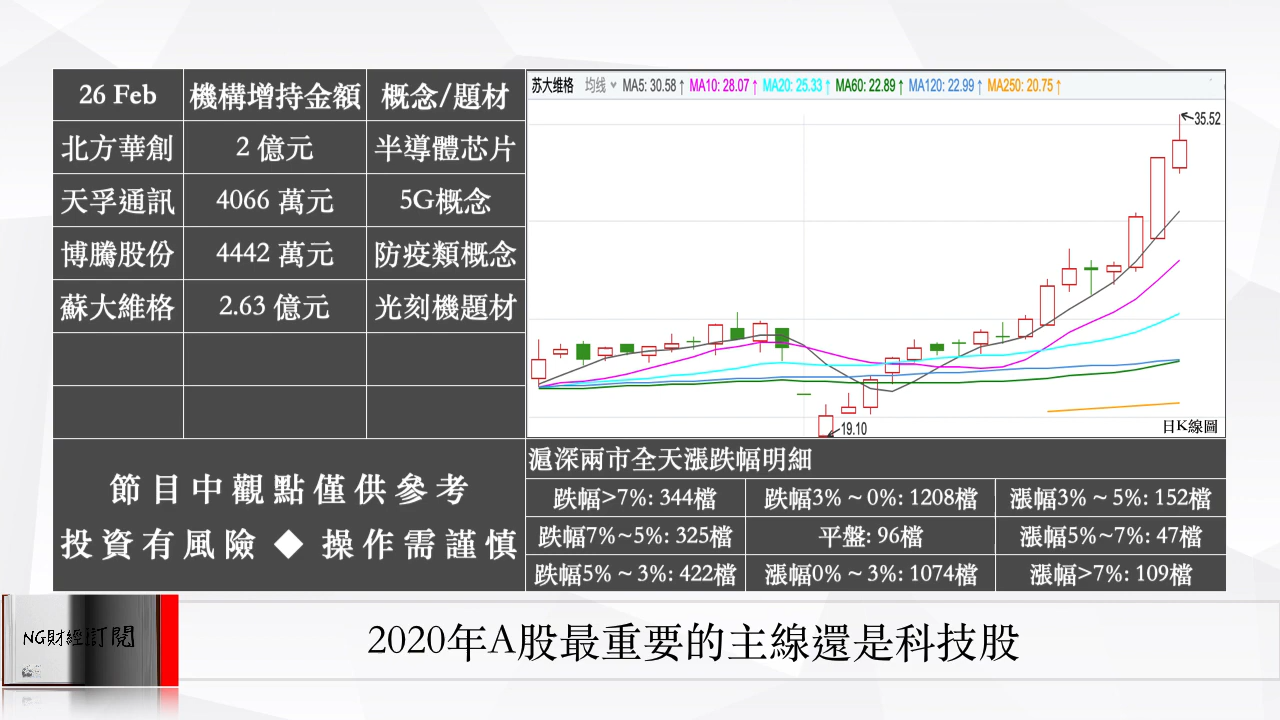 26 Feb 機構增持金額 概念/題材
北方華創 2 億元 半導體芯片
天孚通訊 4066 萬元 5G概念
博騰股份 4442 萬元 防疫類概念
蘇大維格 2.63 億元 光刻機題材
节目中觀點僅供參考
投資有風險 ◆ 操作需謹慎
苏大维格 均线 MA5: 30.58↑ MA10: 28.07↑ MA20: 25.33↑ MA60: 22.89↑ MA120: 22.99↑ MA250: 20.75↑
35.52
19.10
日K線圖
滬深兩市全天漲跌幅明細
跌幅>7%: 344檔 跌幅3% ~ 0%: 1208檔 漲幅3% ~ 5%: 152檔
跌幅7%~5%: 325檔 平盤: 96檔 漲幅5%~7%: 47檔
跌幅5% ~ 3%: 422檔 漲幅0% ~ 3%: 1074檔 漲幅>7%: 109檔
NG財經訂閱
2020年A股最重要的主線還是科技股